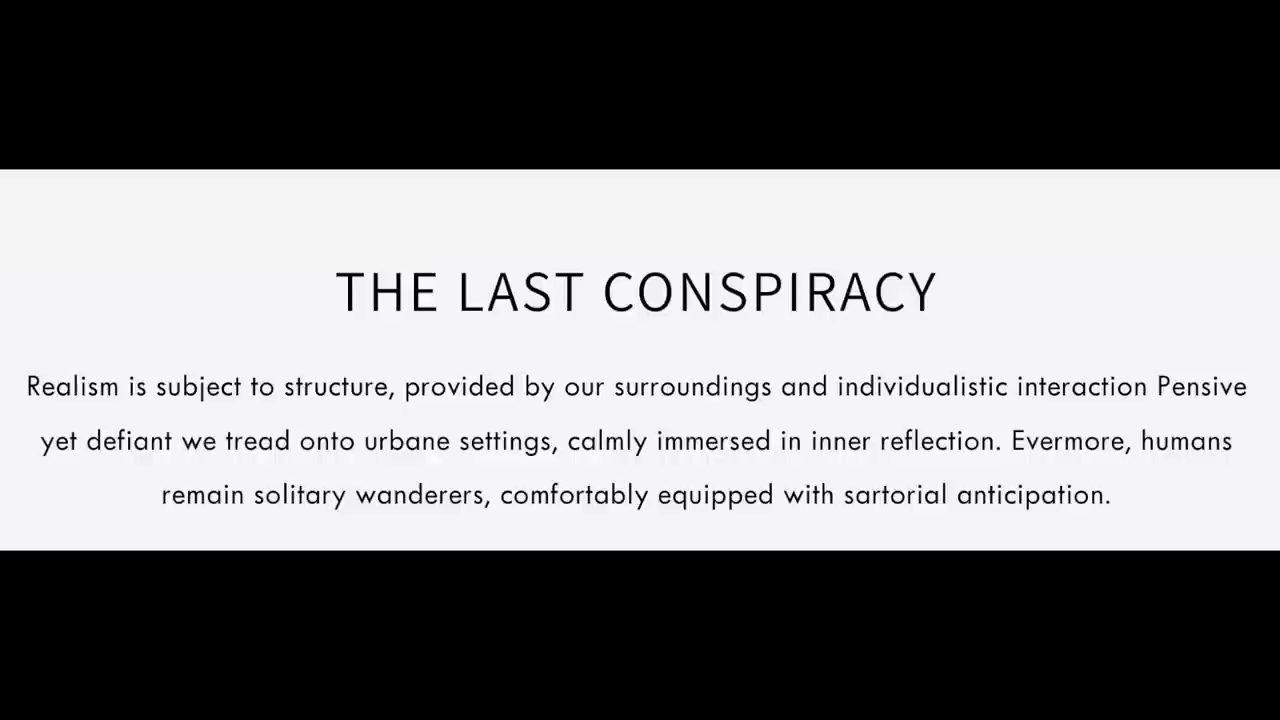 THE LAST CONSPIRACY
Realism is subject to structure, provided by our surroundings and individualistic interaction Pensive
yet defiant we tread onto urbane settings, calmly immersed in inner reflection. Evermore, humans
remain solitary wanderers, comfortably equipped with sartorial anticipation.